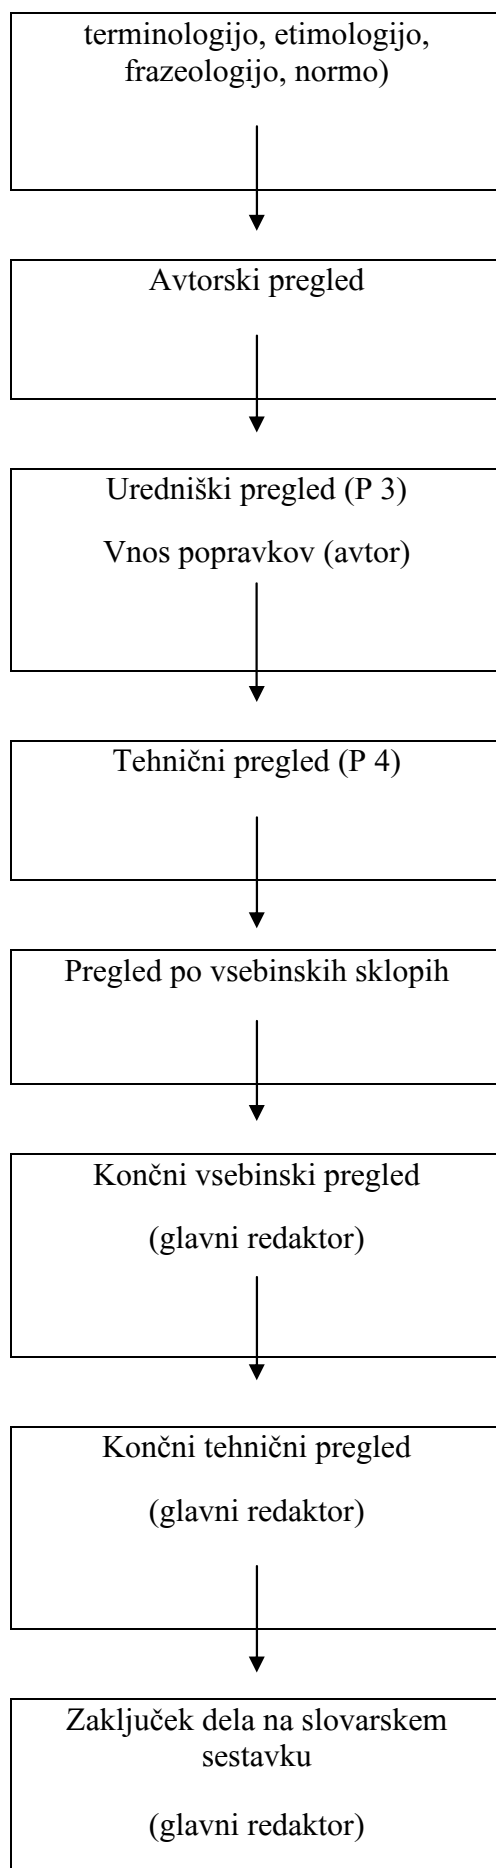 terminologijo, etimologijo,
frazeologijo, normo)
Avtorski pregled
Uredniški pregled (P 3)
Vnos popravkov (avtor)
Tehnični pregled (P 4)
Pregled po vsebinskih sklopih
Končni vsebinski pregled
(glavni redaktor)
Končni tehnični pregled
(glavni redaktor)
Zaključek dela na slovarskem
sestavku
(glavni redaktor)